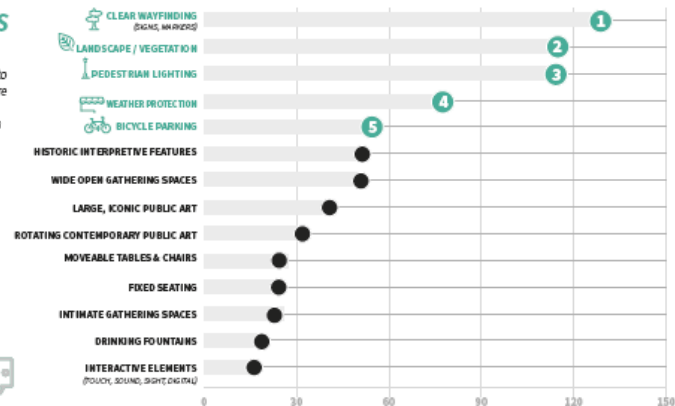 S
CLEAR WAYFINDING
(SIGNS, MARKERS)
1
LANDSCAPE / VEGETATION
2
PEDESTRIAN LIGHTING
3
WEATHER PROTECTION
4
BICYCLE PARKING
5
HISTORIC INTERPRETIVE FEATURES
WIDE OPEN GATHERING SPACES
LARGE, ICONIC PUBLIC ART
ROTATING CONTEMPORARY PUBLIC ART
MOVEABLE TABLES & CHAIRS
FIXED SEATING
INTIMATE GATHERING SPACES
DRINKING FOUNTAINS
INTERACTIVE ELEMENTS
(TOUCH, SOUND, SIGHT, DIGITAL)
0 30 60 90 120 150